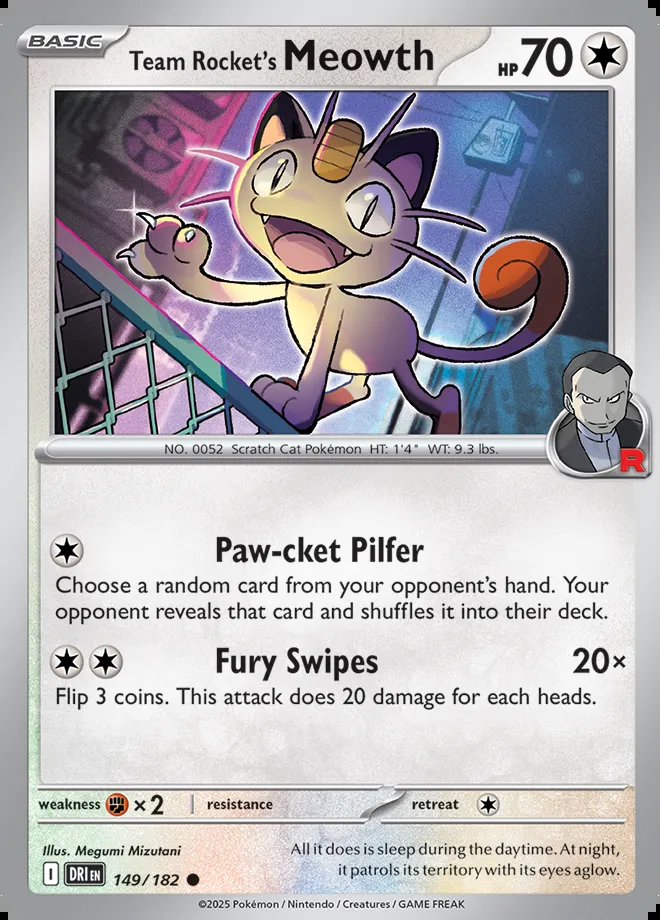 BASIC
Team Rocket's Meowth HP 70
NO. 0052 Scratch Cat Pokémon HT: 1'4" WT: 9.3 lbs.
R
Paw-cket Pilfer
Choose a random card from your opponent's hand. Your
opponent reveals that card and shuffles it into their deck.
Fury Swipes 20×
Flip 3 coins. This attack does 20 damage for each heads.
weakness ×2 resistance retreat
Illus. Megumi Mizutani
All it does is sleep during the daytime. At night,
it patrols its territory with its eyes aglow.
I DRI EN 149/182
©2025 Pokémon / Nintendo / Creatures / GAME FREAK